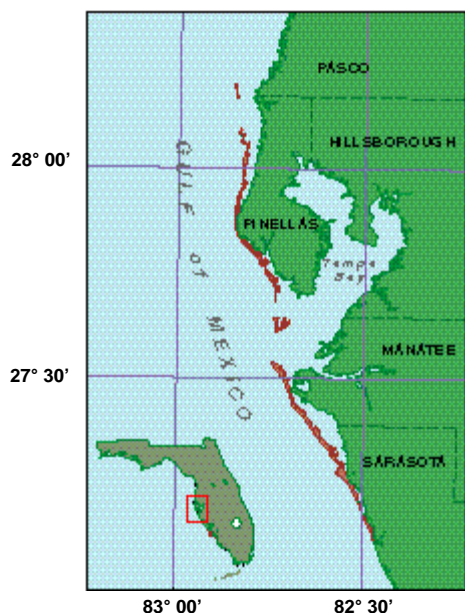 PASCO
HILLSBOROUGH
28° 00’
GULF of MEXICO
PINELLAS
Tampa
Bay
MANATEE
27° 30’
SARASOTA
83° 00’
82° 30’